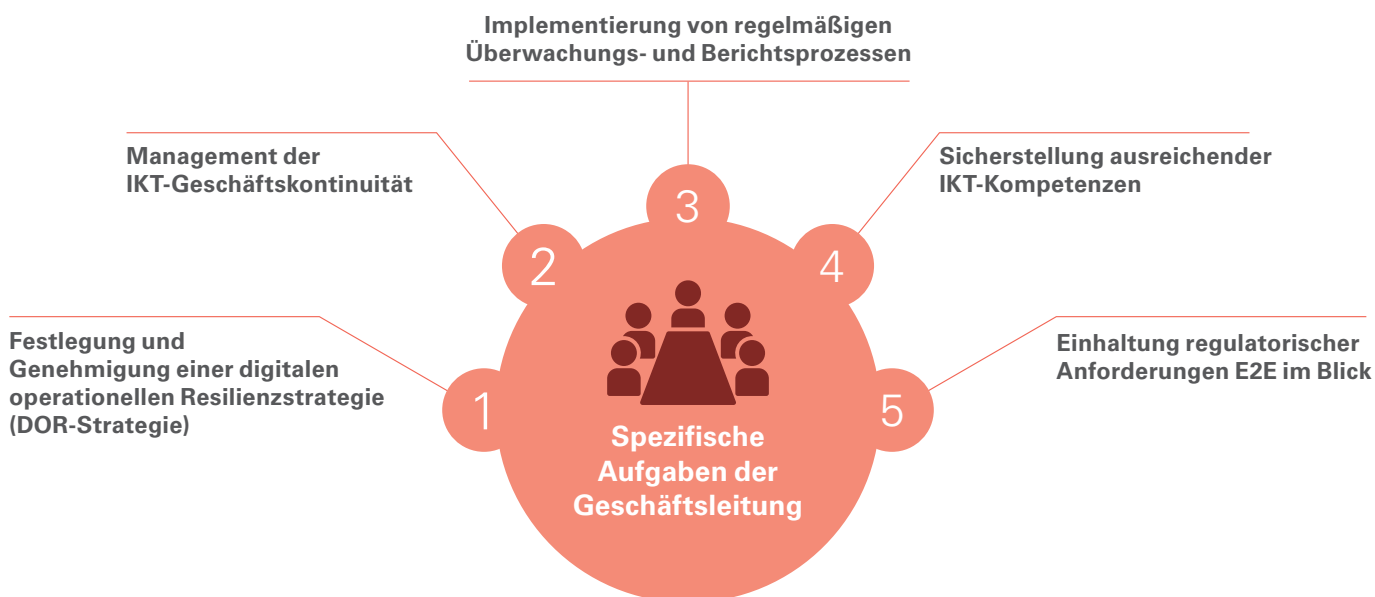 Implementierung von regelmäßigen
Überwachungs- und Berichtsprozessen
Management der
IKT-Geschäftskontinuität
Sicherstellung ausreichender
IKT-Kompetenzen
3
2
4
Festlegung und
Genehmigung einer digitalen
operationellen Resilienzstrategie
(DOR-Strategie)
Einhaltung regulatorischer
Anforderungen E2E im Blick
1
5
Spezifische
Aufgaben der
Geschäftsleitung